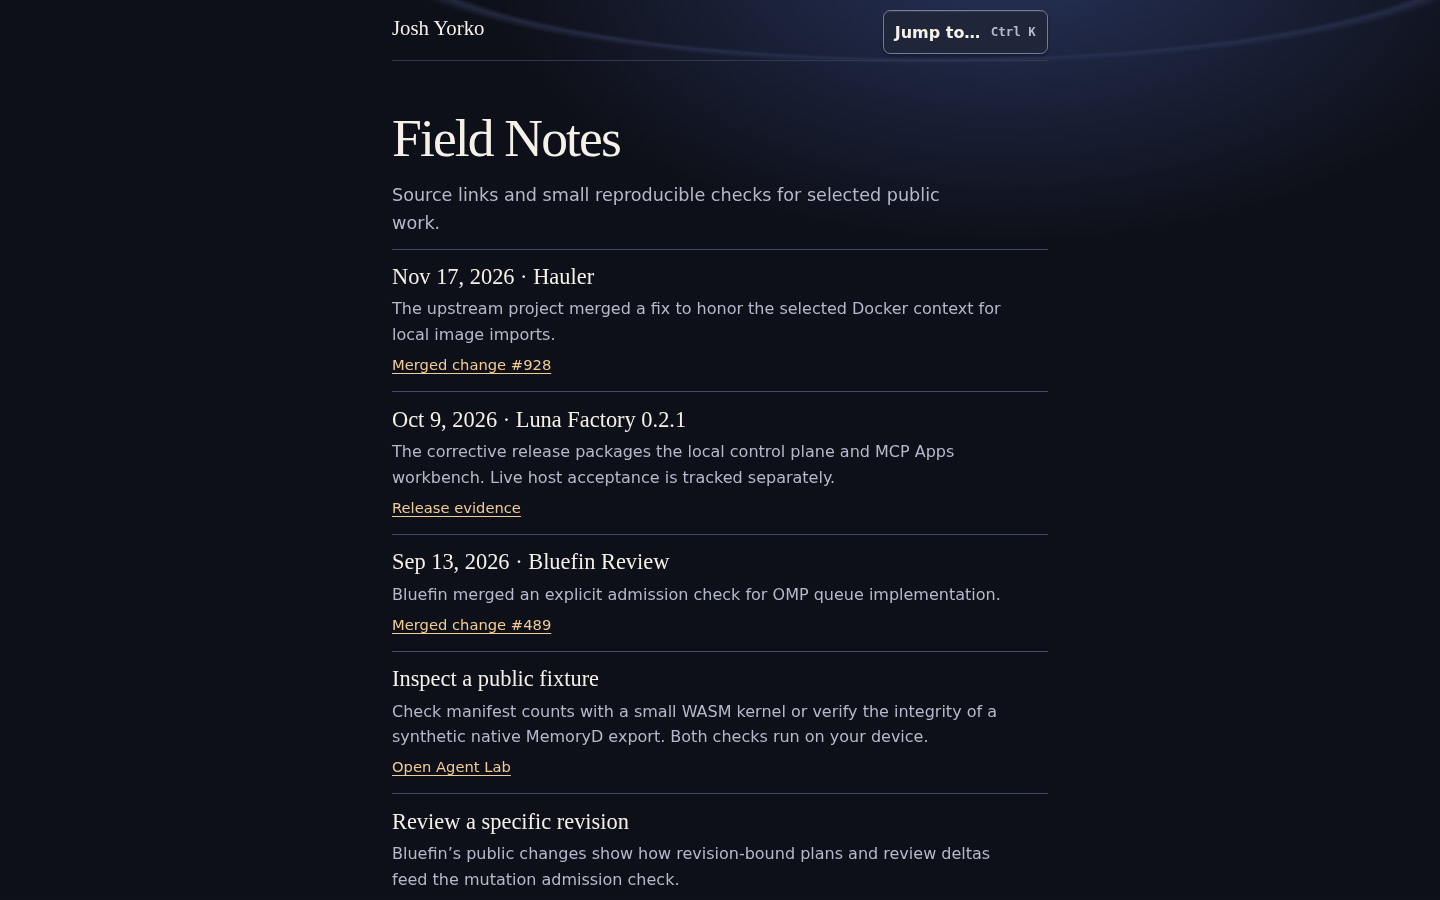 Josh Yorko
Jump to… Ctrl K
Field Notes
Source links and small reproducible checks for selected public
work.
Nov 17, 2026 · Hauler
The upstream project merged a fix to honor the selected Docker context for
local image imports.
Merged change #928
Oct 9, 2026 · Luna Factory 0.2.1
The corrective release packages the local control plane and MCP Apps
workbench. Live host acceptance is tracked separately.
Release evidence
Sep 13, 2026 · Bluefin Review
Bluefin merged an explicit admission check for OMP queue implementation.
Merged change #489
Inspect a public fixture
Check manifest counts with a small WASM kernel or verify the integrity of a
synthetic native MemoryD export. Both checks run on your device.
Open Agent Lab
Review a specific revision
Bluefin’s public changes show how revision-bound plans and review deltas
feed the mutation admission check.